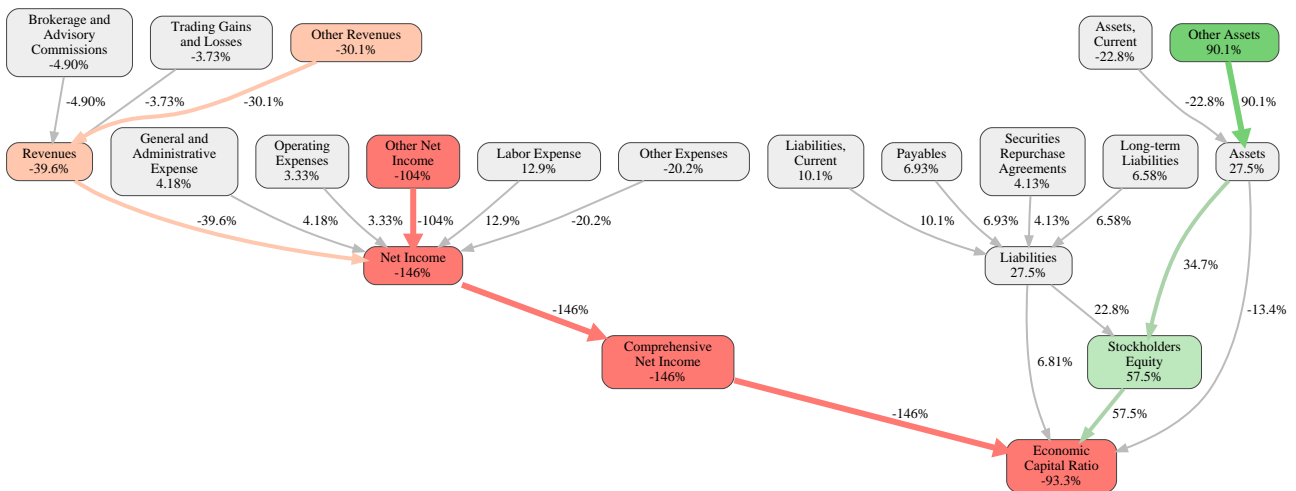 Brokerage and
Advisory
Commissions
-4.90%
Trading Gains
and Losses
-3.73%
Other Revenues
-30.1%
Assets,
Current
-22.8%
Other Assets
90.1%
-4.90%
-3.73%
-30.1%
-22.8%
90.1%
Revenues
-39.6%
General and
Administrative
Expense
4.18%
Operating
Expenses
3.33%
Other Net
Income
-104%
Labor Expense
12.9%
Other Expenses
-20.2%
Liabilities,
Current
10.1%
Payables
6.93%
Securities
Repurchase
Agreements
4.13%
Long-term
Liabilities
6.58%
Assets
27.5%
-39.6%
4.18%
3.33%
-104%
12.9%
-20.2%
10.1%
6.93%
4.13%
6.58%
Net Income
-146%
Liabilities
27.5%
34.7%
-146%
22.8%
-13.4%
Comprehensive
Net Income
-146%
6.81%
Stockholders
Equity
57.5%
-146%
57.5%
Economic
Capital Ratio
-93.3%